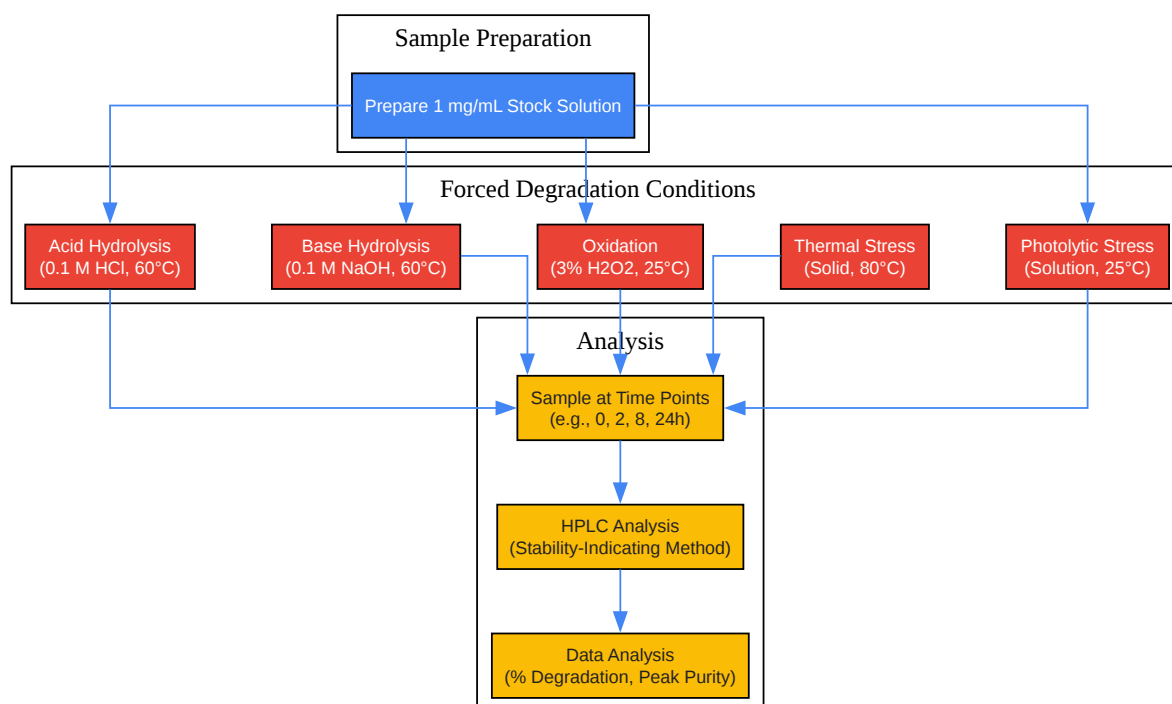 Sample Preparation
Prepare 1 mg/mL Stock Solution
Forced Degradation Conditions
Acid Hydrolysis
(0.1 M HCl, 60°C)
Base Hydrolysis
(0.1 M NaOH, 60°C)
Oxidation
(3% H2O2, 25°C)
Thermal Stress
(Solid, 80°C)
Photolytic Stress
(Solution, 25°C)
Analysis
Sample at Time Points
(e.g., 0, 2, 8, 24h)
HPLC Analysis
(Stability-Indicating Method)
Data Analysis
(% Degradation, Peak Purity)